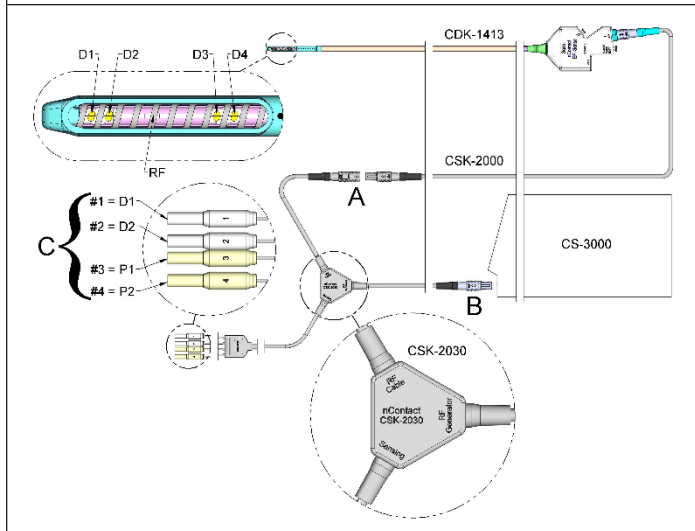 D1
D2
D3
D4
RF
CDK-1413
CSK-2000
CS-3000
A
B
C
#1 = D1
#2 = D2
#3 = P1
#4 = P2
1
2
3
4
CSK-2030
RF
Cable
nContact
CSK-2030
RF
Generator
Sensing